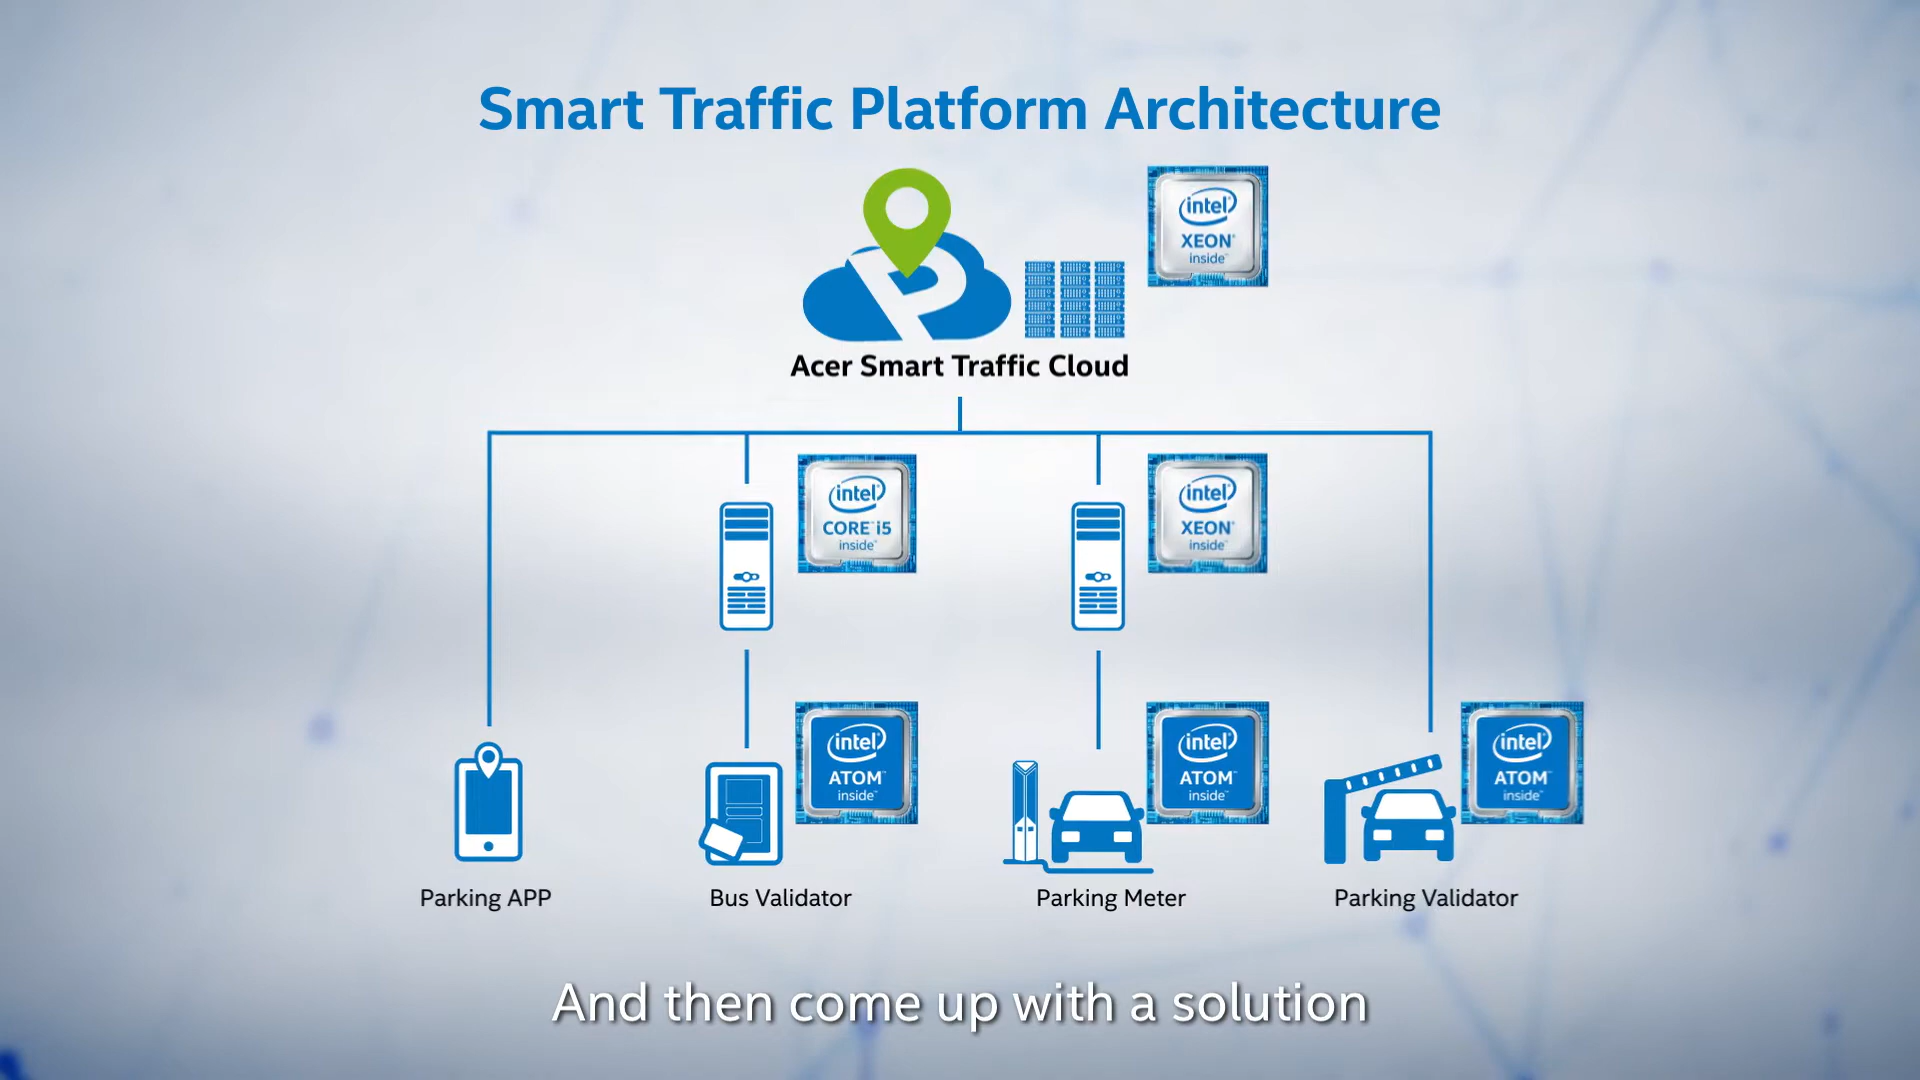 Smart Traffic Platform Architecture
intel
XEON
inside
Acer Smart Traffic Cloud
intel
CORE i5
inside
intel
XEON
inside
intel
ATOM
inside
intel
ATOM
inside
intel
ATOM
inside
Parking APP
Bus Validator
Parking Meter
Parking Validator
And then come up with a solution